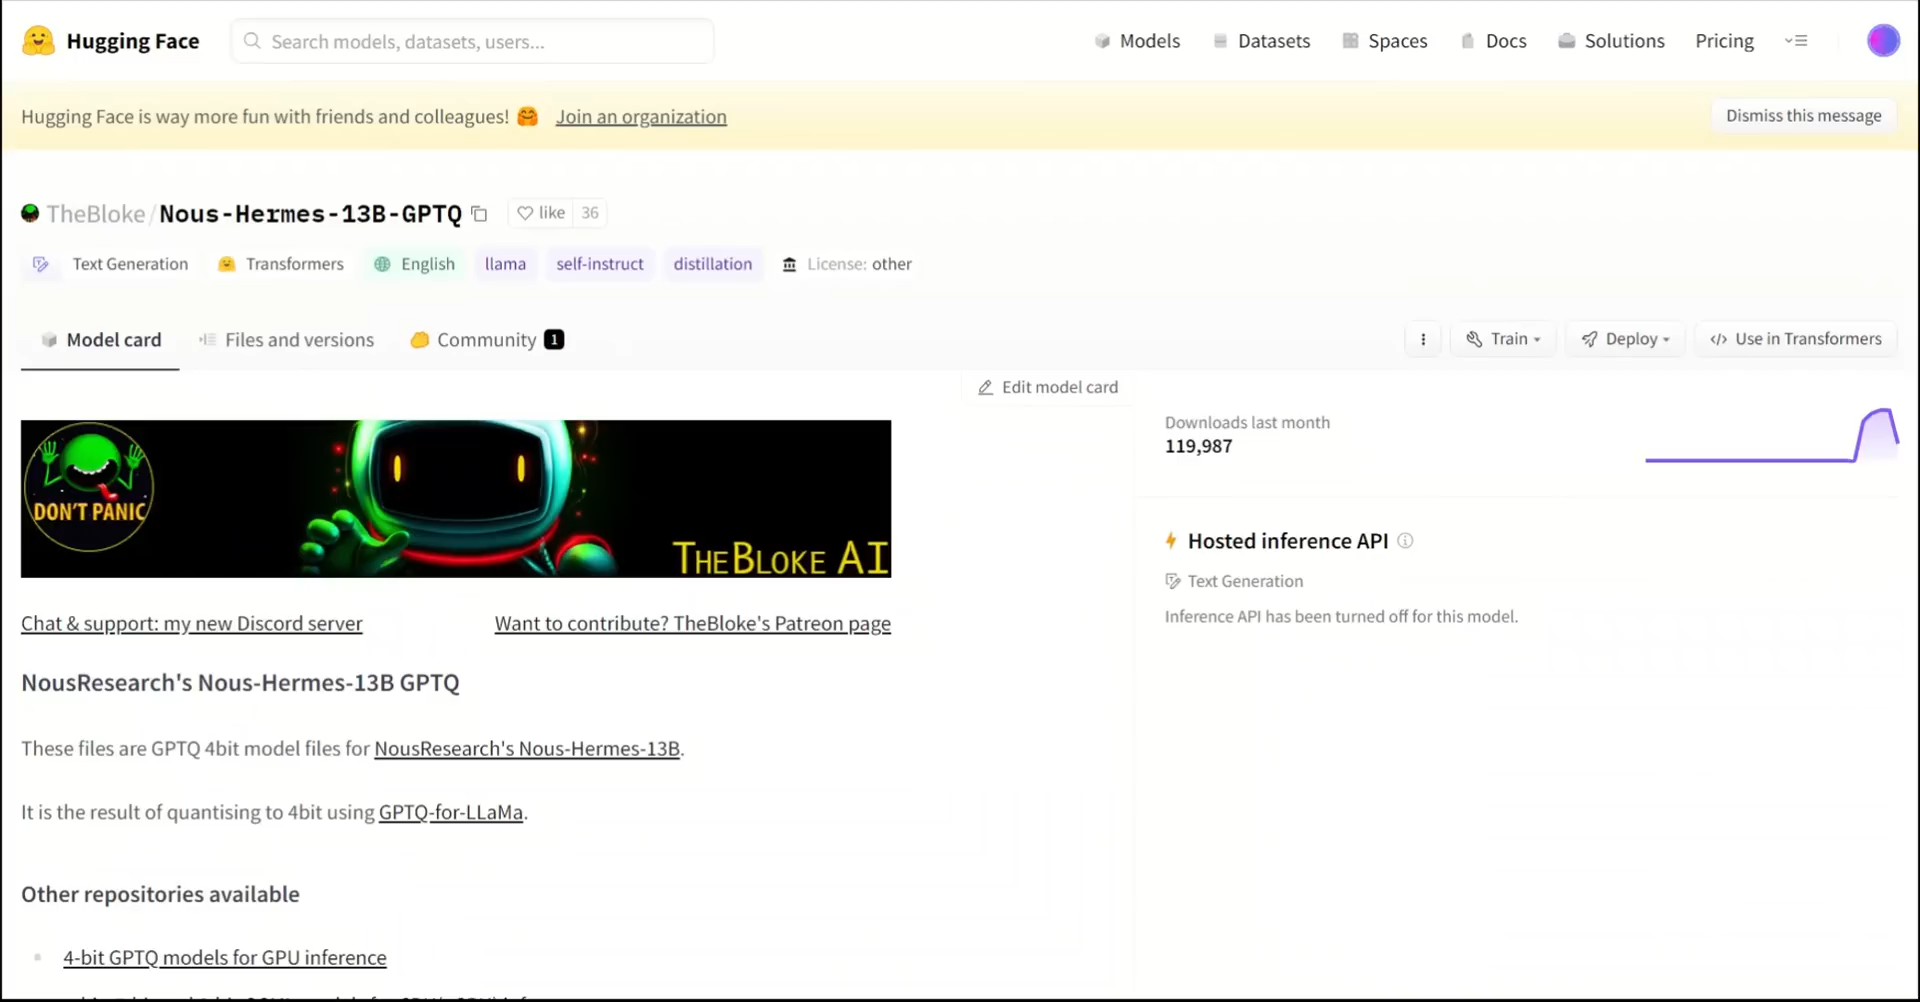 Hugging Face
Search models, datasets, users...
Models
Datasets
Spaces
Docs
Solutions
Pricing
Hugging Face is way more fun with friends and colleagues! 🤗 Join an organization
Dismiss this message
TheBloke/Nous-Hermes-13B-GPTQ
like 36
Text Generation
Transformers
English
llama
self-instruct
distillation
License: other
Model card
Files and versions
Community 1
Train
Deploy
Use in Transformers
Edit model card
DON'T PANIC
THEBLOKE AI
Chat & support: my new Discord server
Want to contribute? TheBloke's Patreon page
NousResearch's Nous-Hermes-13B GPTQ
These files are GPTQ 4bit model files for NousResearch's Nous-Hermes-13B.
It is the result of quantising to 4bit using GPTQ-for-LLaMa.
Other repositories available
4-bit GPTQ models for GPU inference
Downloads last month
119,987
Hosted inference API
Text Generation
Inference API has been turned off for this model.